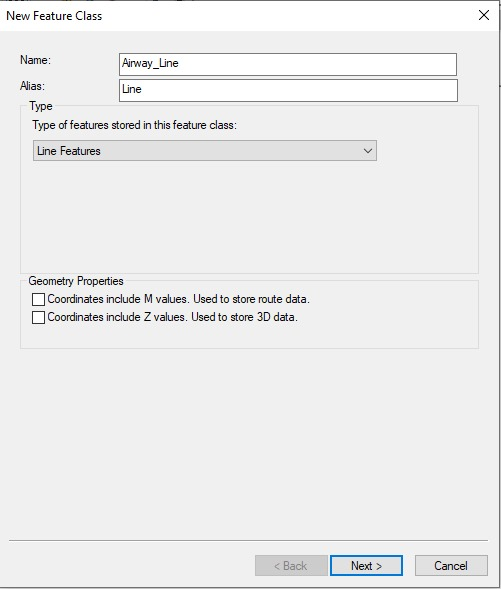 New Feature Class
Name: Airway_Line
Alias: Line
Type
Type of features stored in this feature class:
Line Features
Geometry Properties
Coordinates include M values. Used to store route data.
Coordinates include Z values. Used to store 3D data.
< Back Next > Cancel